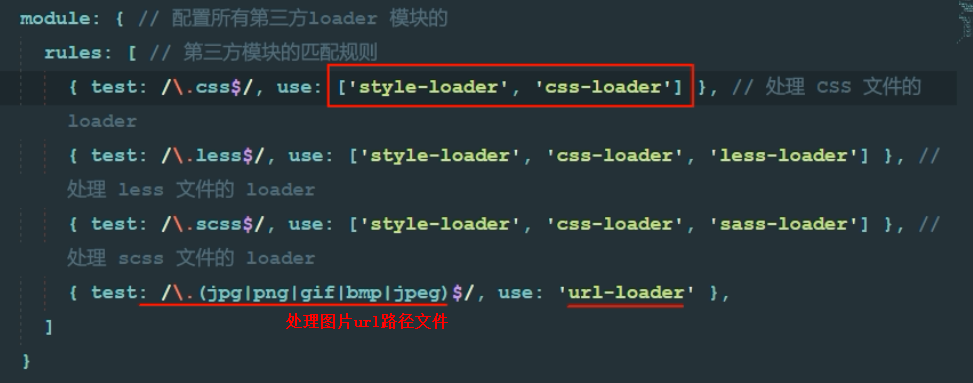 module: { // 配置所有第三方loader 模块的
rules: [ // 第三方模块的匹配规则
{ test: /\.css$/, use: ['style-loader', 'css-loader'] }, // 处理 css 文件的
loader
{ test: /\.less$/, use: ['style-loader', 'css-loader', 'less-loader'] }, //
处理 less 文件的 loader
{ test: /\.scss$/, use: ['style-loader', 'css-loader', 'sass-loader'] }, //
处理 scss 文件的 loader
{ test: /\.(jpg|png|gif|bmp|jpeg)$/, use: 'url-loader' },
处理图片url路径文件
]
}